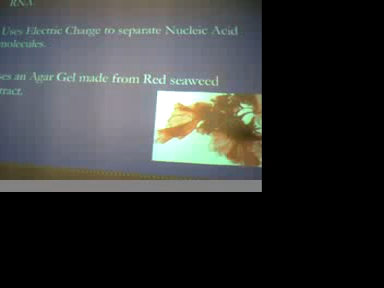 RNA.
Uses Electric Charge to separate Nucleic Acid
molecules.
ses an Agar Gel made from Red seaweed
tract.